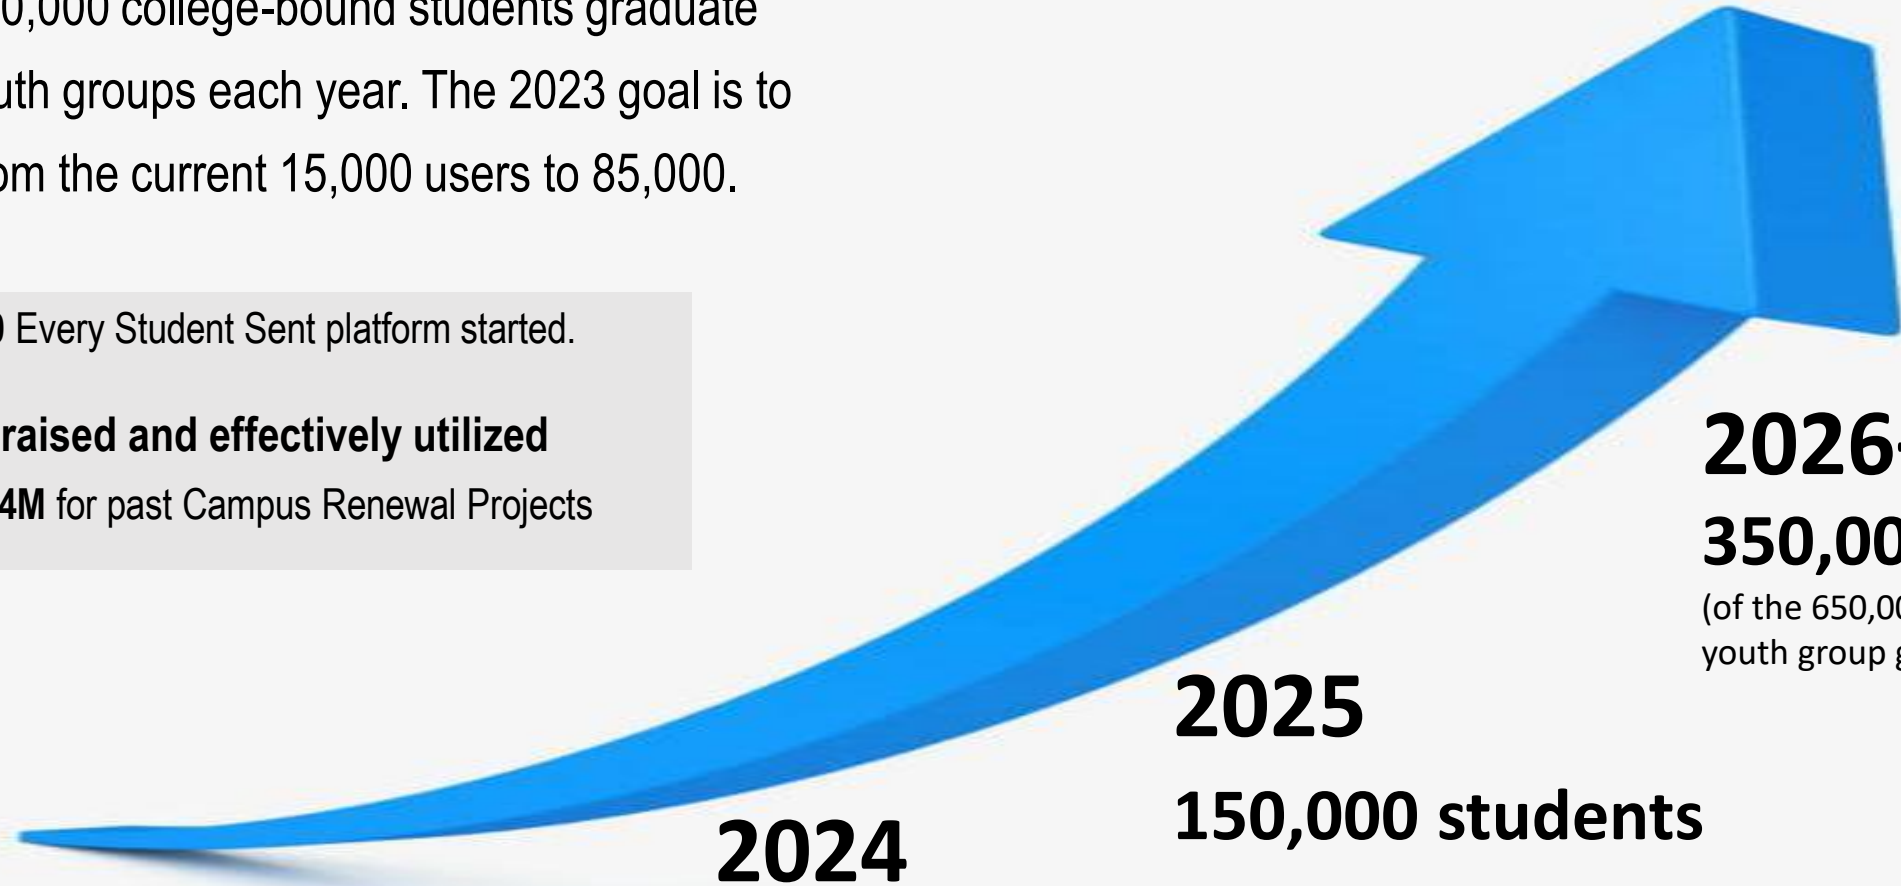 0,000 college-bound students graduate
uth groups each year. The 2023 goal is to
om the current 15,000 users to 85,000.
Every Student Sent platform started.
raised and effectively utilized
4M for past Campus Renewal Projects
2026-
350,00
(of the 650,00
youth group g
2025
150,000 students
2024